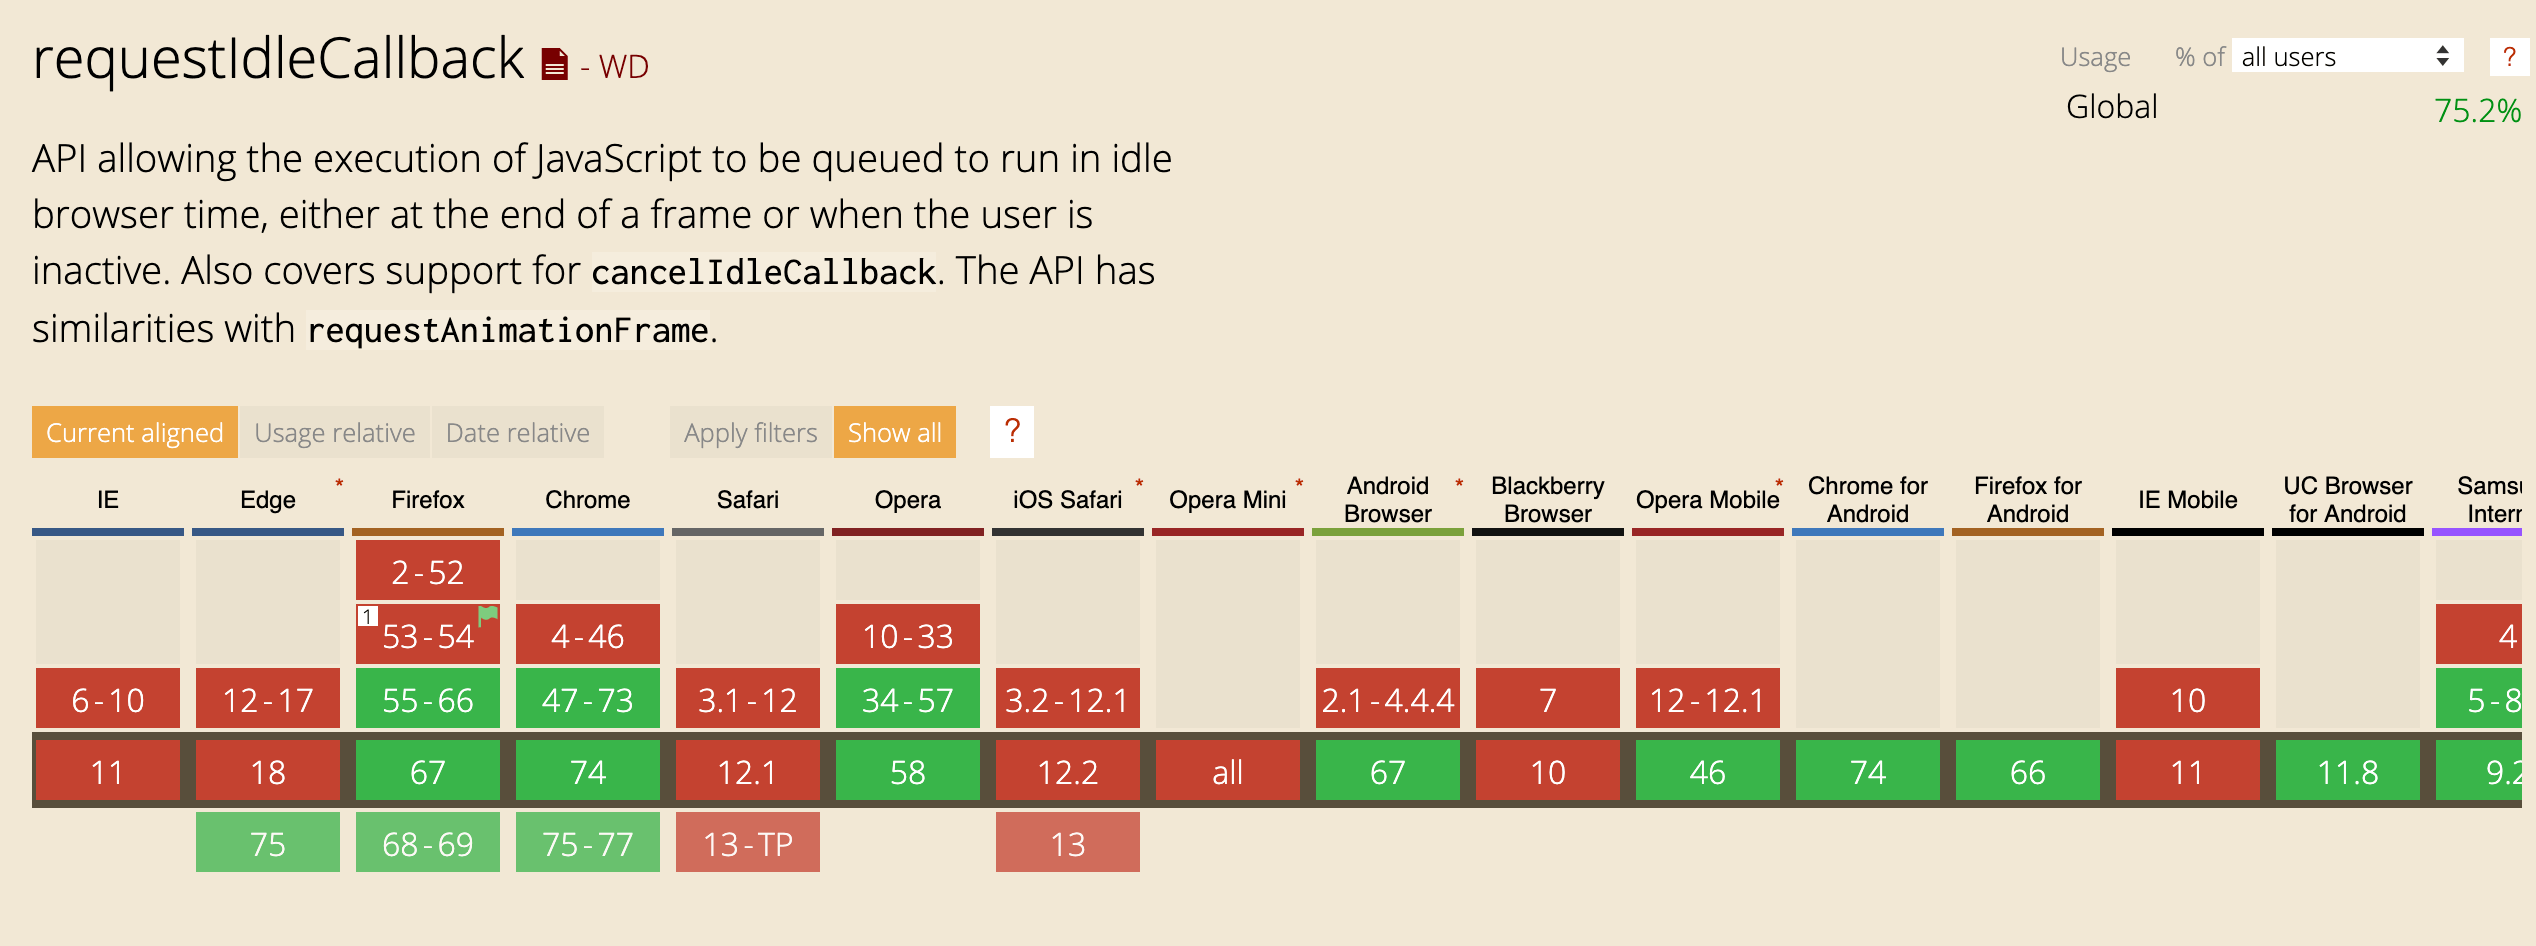 requestIdleCallback - WD
Usage % of all users ?
Global 75.2%
API allowing the execution of JavaScript to be queued to run in idle
browser time, either at the end of a frame or when the user is
inactive. Also covers support for cancelIdleCallback. The API has
similarities with requestAnimationFrame.
Current aligned Usage relative Date relative Apply filters Show all ?
IE Edge * Firefox Chrome Safari Opera iOS Safari * Opera Mini * Android Browser * Blackberry Browser Opera Mobile * Chrome for Android Firefox for Android IE Mobile UC Browser for Android
2-52
1 53-54 4-46 10-33 4
6-10 12-17 55-66 47-73 3.1-12 34-57 3.2-12.1 2.1-4.4.4 7 12-12.1 10 5-8
11 18 67 74 12.1 58 12.2 all 67 10 46 74 66 11 11.8 9.2
75 68-69 75-77 13-TP 13